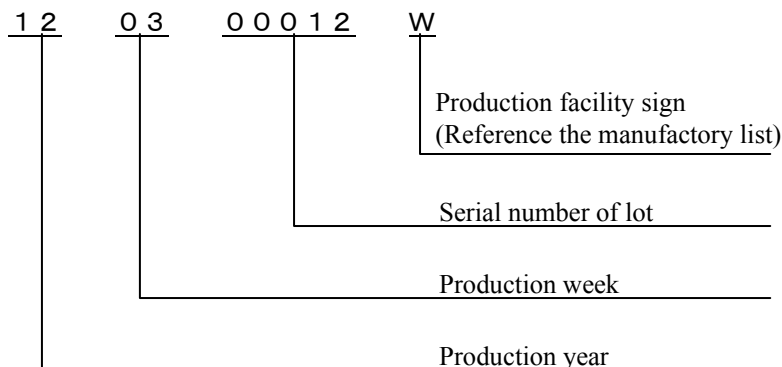 12 03 00012 W
Production facility sign
(Reference the manufactory list)
Serial number of lot
Production week
Production year